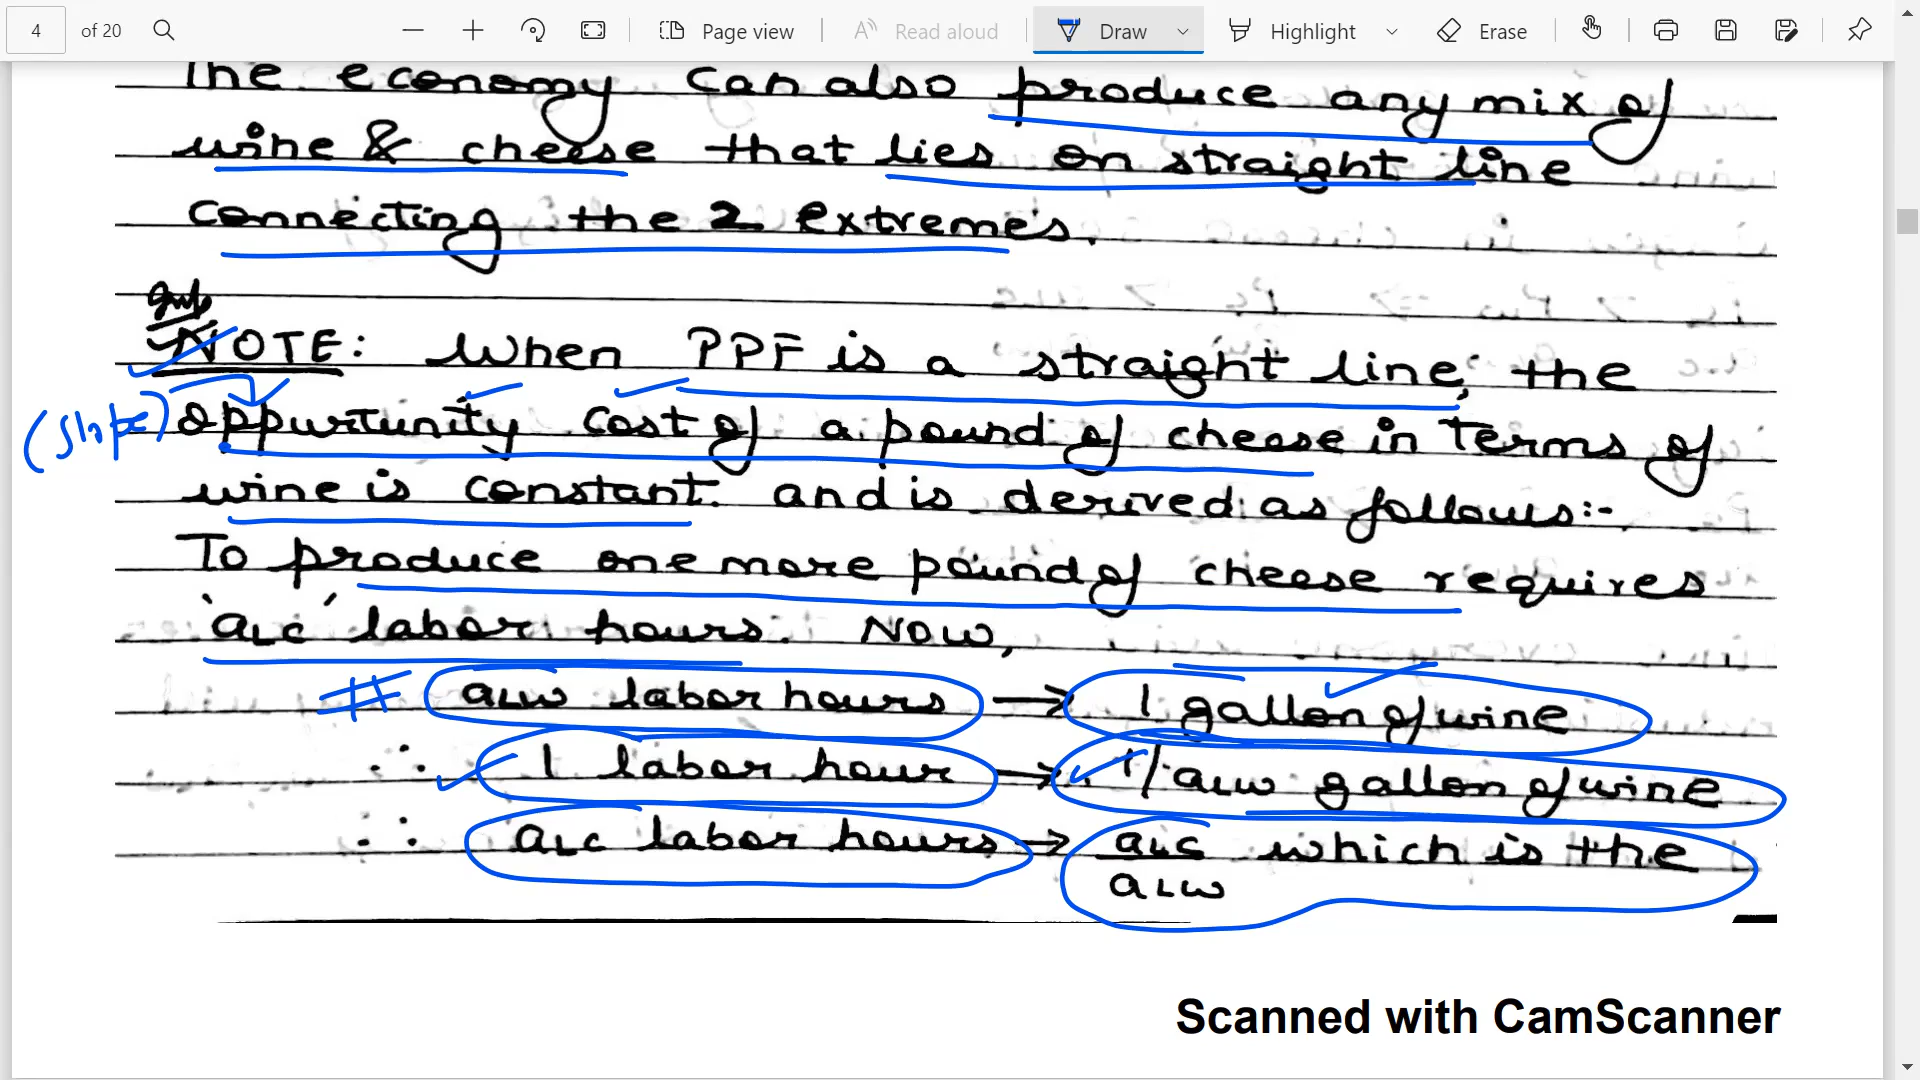 4 of 20 Page view Read aloud Draw Highlight Erase
The economy can also produce any mix of
wine & cheese that lies on straight line
connecting the 2 extremes.
NOTE: When PPF is a straight line, the
(slope) oppurtunity cost of a pound of cheese in terms of
wine is constant. and is derived as follows:-
To produce one more pound of cheese requires
'aLc' labor hours. Now,
# aLw labor hours → 1 gallon of wine
∴ 1 labor hour → 1/aLw gallon of wine
∴ aLc labor hours → aLc which is the
aLw
Scanned with CamScanner